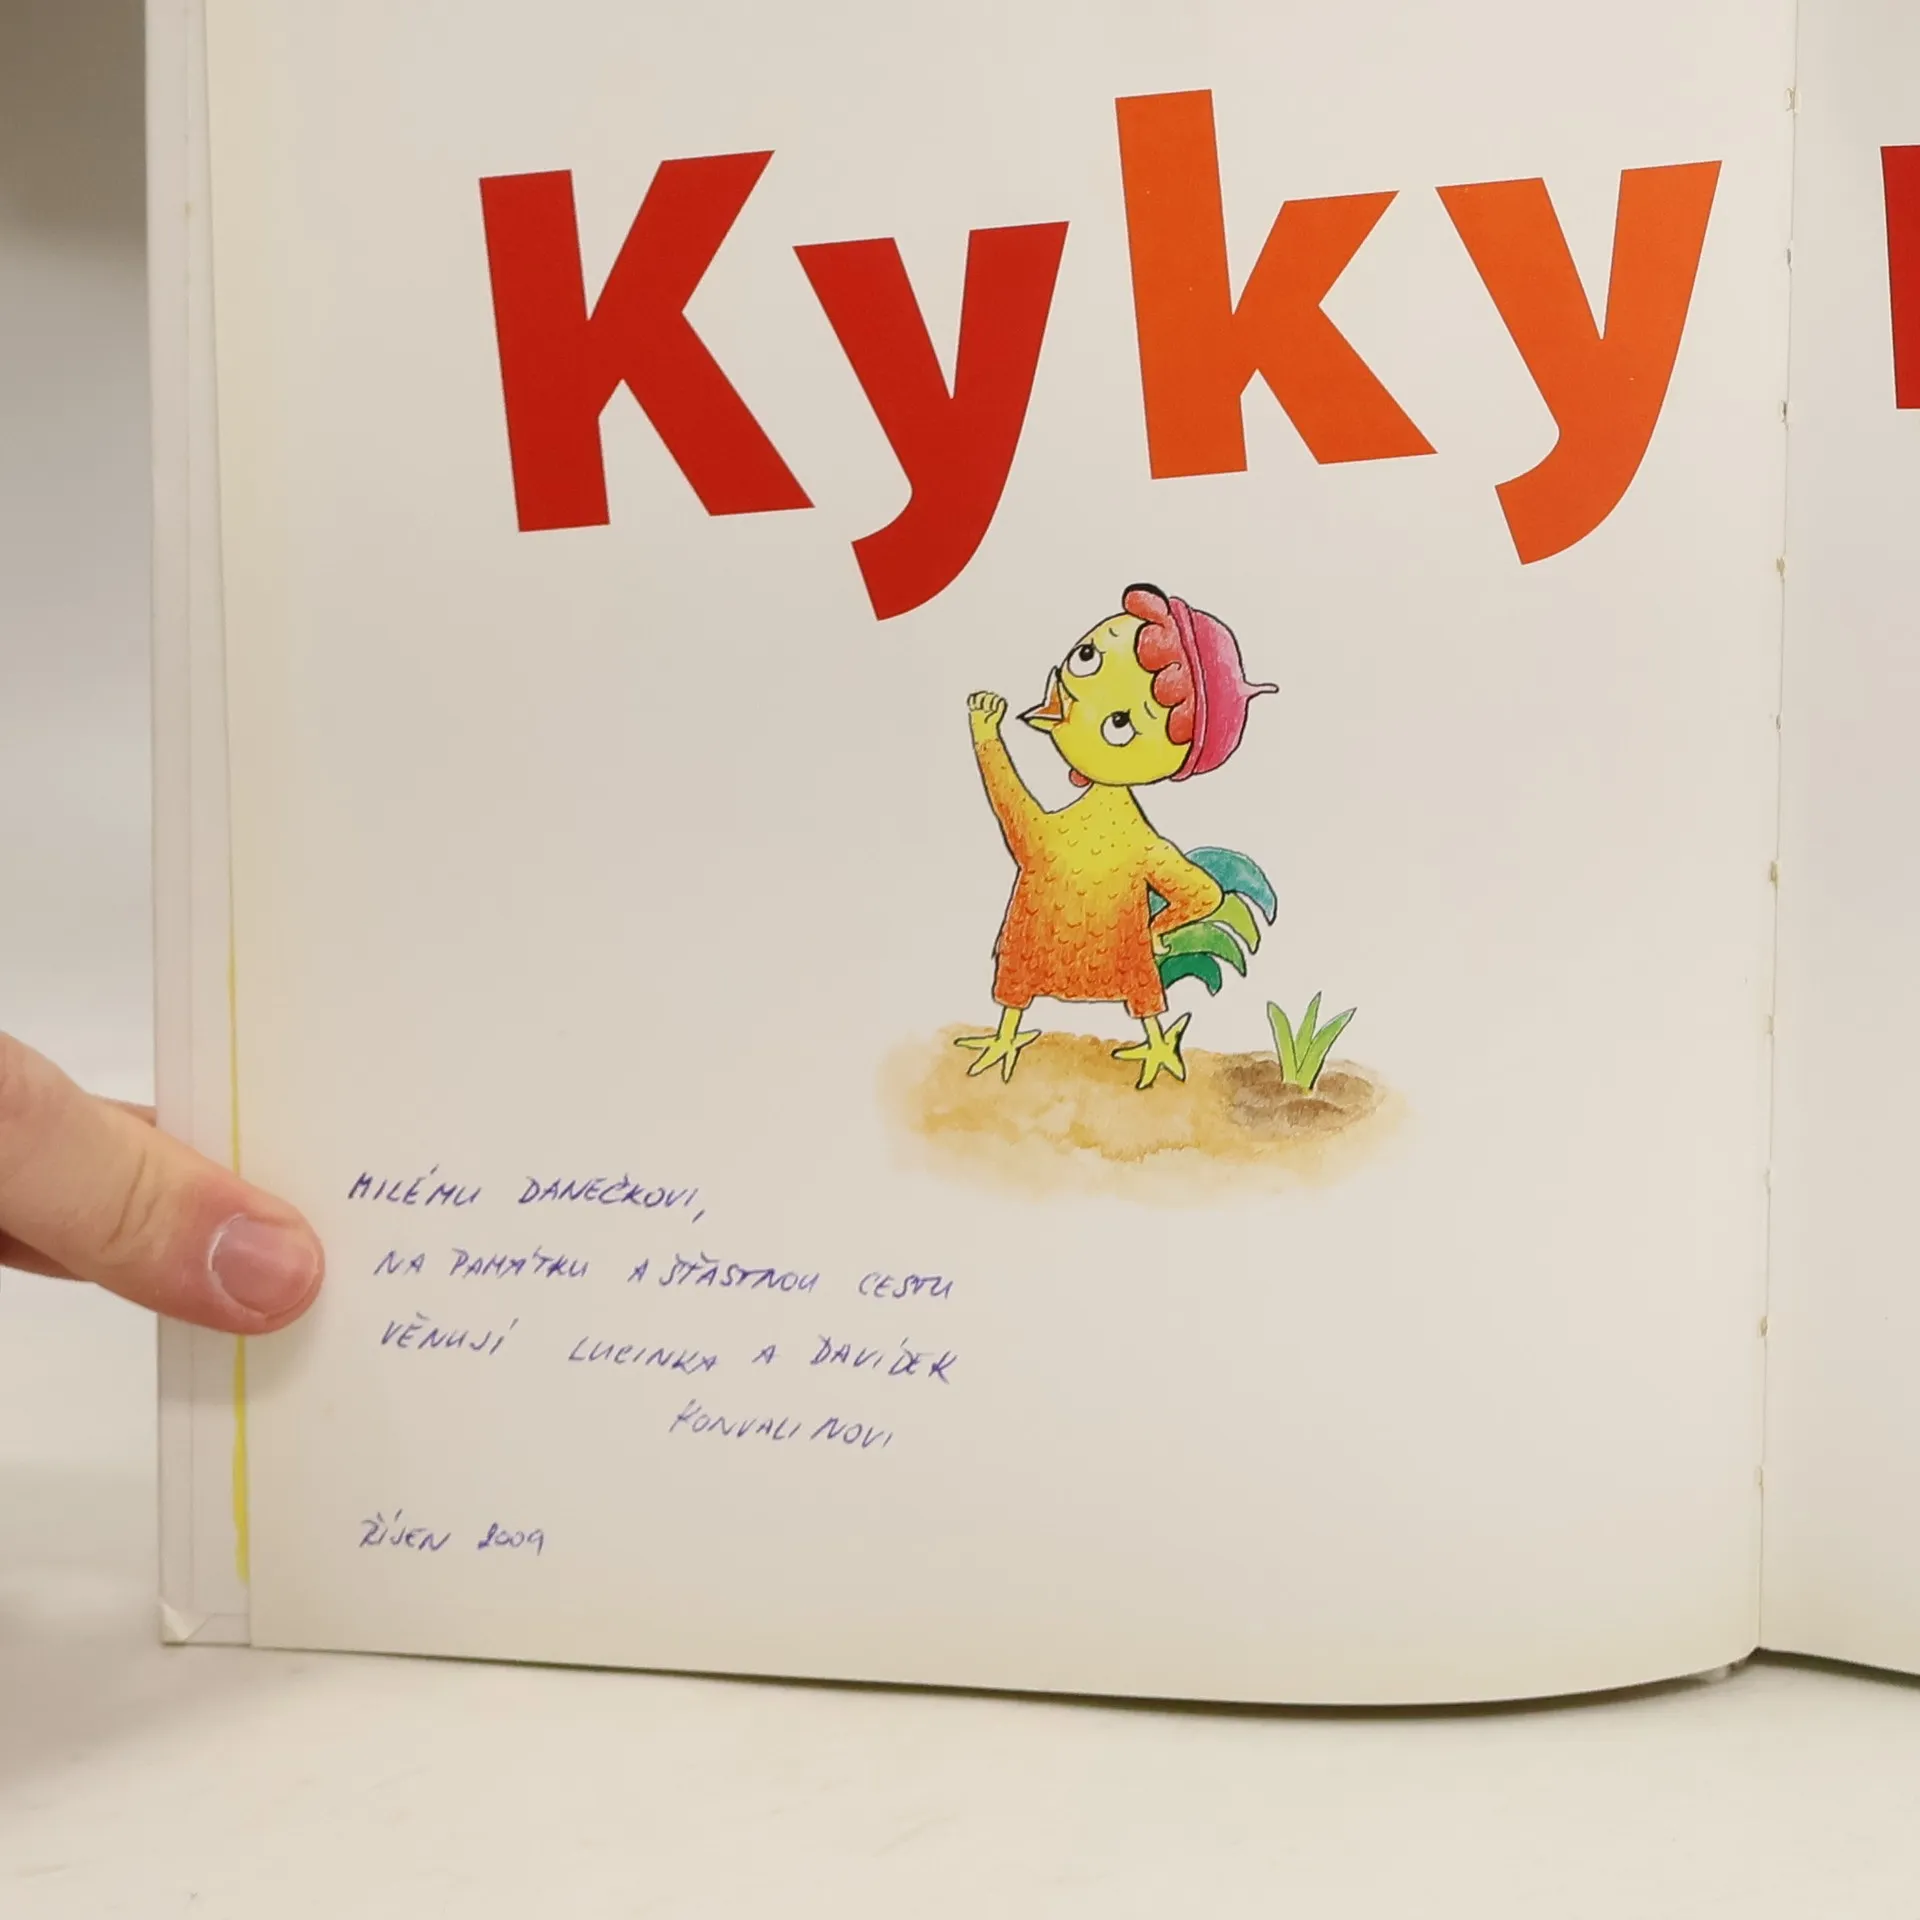 Kyky
MILÉMU DANEČKOVI,
NA PAMÁTKU A ŠŤASTNOU CESTU
VĚNUJÍ LUCINKA A DAVÍDEK
KONVALINOVI
ŘÍJEN 2009